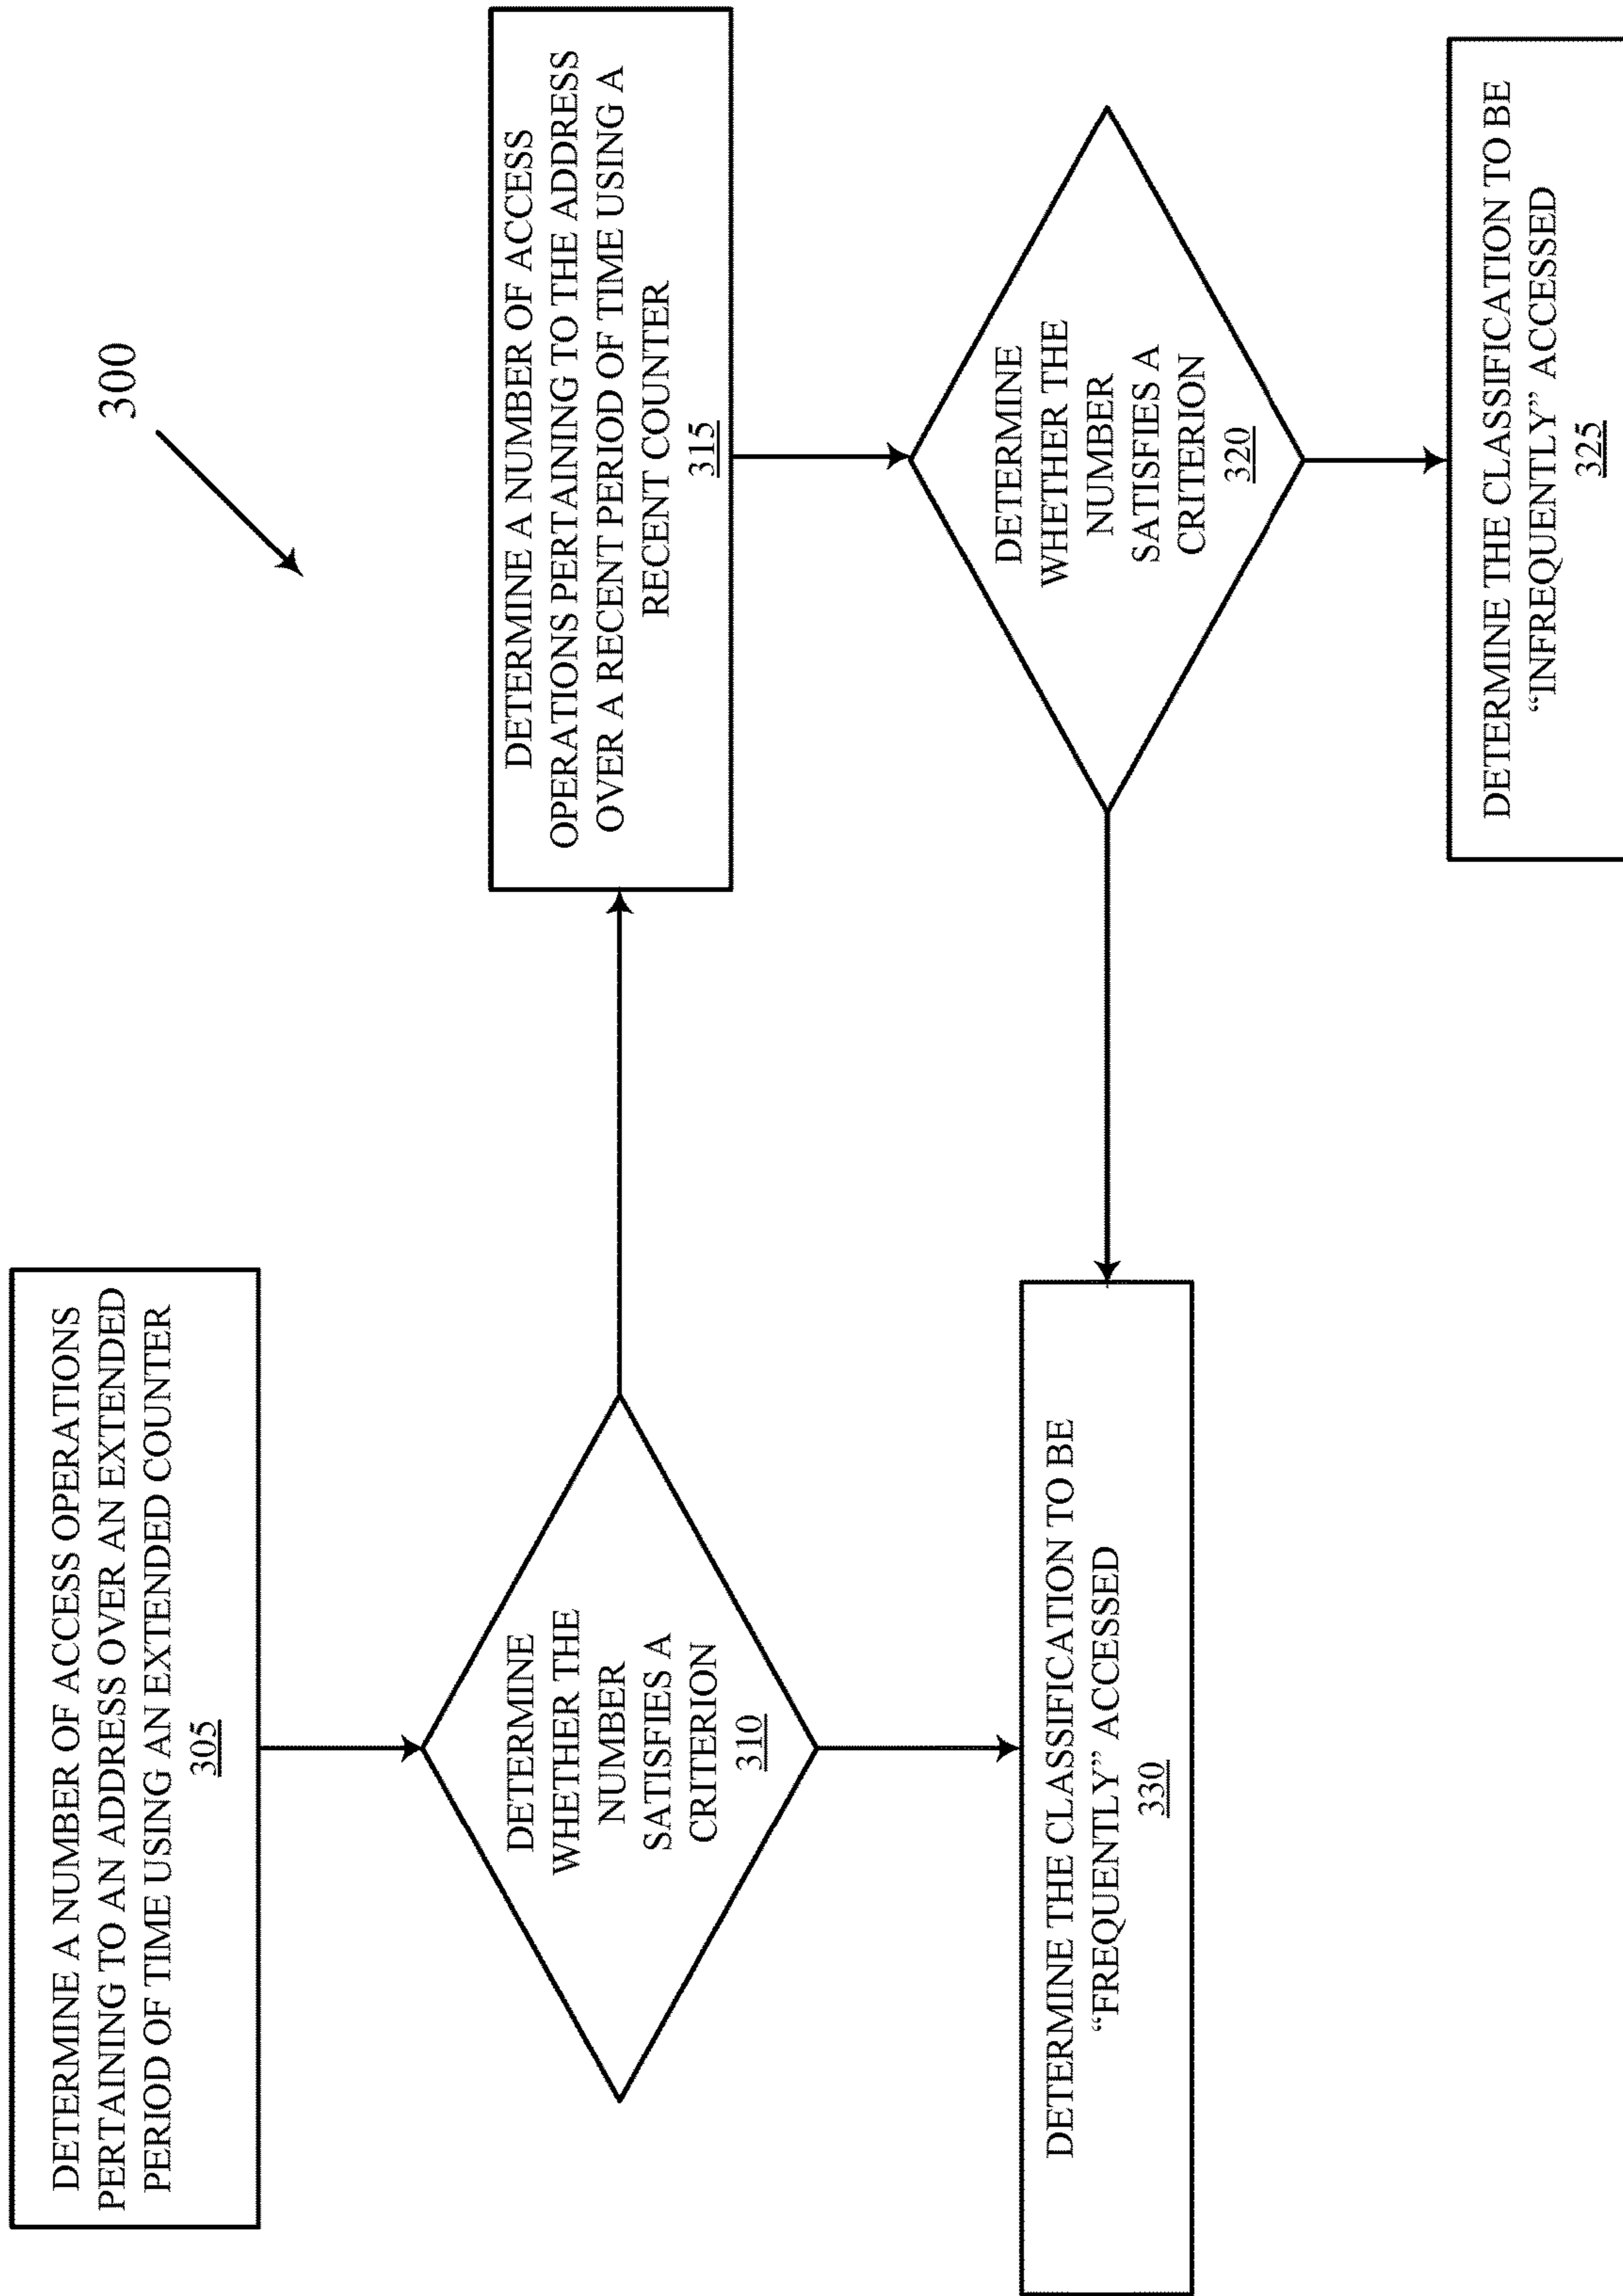 300
DETERMINE A NUMBER OF ACCESS OPERATIONS
PERTAINING TO AN ADDRESS OVER AN EXTENDED
PERIOD OF TIME USING AN EXTENDED COUNTER
305
DETERMINE
WHETHER THE
NUMBER
SATISFIES A
CRITERION
310
DETERMINE A NUMBER OF ACCESS
OPERATIONS PERTAINING TO THE ADDRESS
OVER A RECENT PERIOD OF TIME USING A
RECENT COUNTER
315
DETERMINE
WHETHER THE
NUMBER
SATISFIES A
CRITERION
320
DETERMINE THE CLASSIFICATION TO BE
“INFREQUENTLY” ACCESSED
325
DETERMINE THE CLASSIFICATION TO BE
“FREQUENTLY” ACCESSED
330